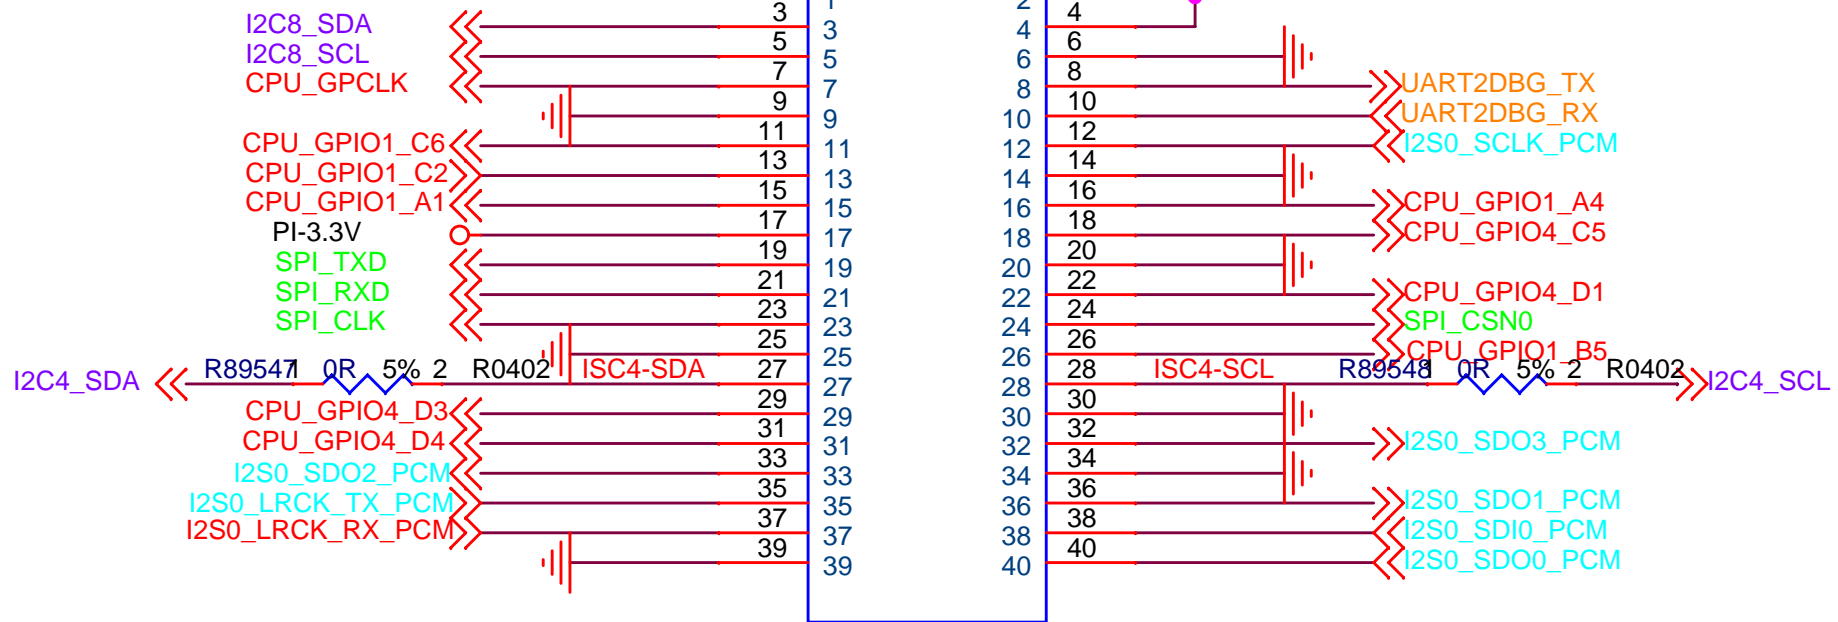 1 2
I2C8_SDA 3 3 4 4
I2C8_SCL 5 5 6 6
CPU_GPCLK 7 7 8 8 UART2DBG_TX
9 9 10 10 UART2DBG_RX
CPU_GPIO1_C6 11 11 12 12 I2S0_SCLK_PCM
CPU_GPIO1_C2 13 13 14 14
CPU_GPIO1_A1 15 15 16 16 CPU_GPIO1_A4
PI-3.3V 17 17 18 18 CPU_GPIO4_C5
SPI_TXD 19 19 20 20
SPI_RXD 21 21 22 22 CPU_GPIO4_D1
SPI_CLK 23 23 24 24 SPI_CSN0
25 25 26 26 CPU_GPIO1_B5
I2C4_SDA R89547 1 0R 5% 2 R0402 ISC4-SDA 27 27 28 28 ISC4-SCL R89548 1 0R 5% 2 R0402 I2C4_SCL
CPU_GPIO4_D3 29 29 30 30
CPU_GPIO4_D4 31 31 32 32 I2S0_SDO3_PCM
I2S0_SDO2_PCM 33 33 34 34
I2S0_LRCK_TX_PCM 35 35 36 36 I2S0_SDO1_PCM
I2S0_LRCK_RX_PCM 37 37 38 38 I2S0_SDI0_PCM
39 39 40 40 I2S0_SDO0_PCM